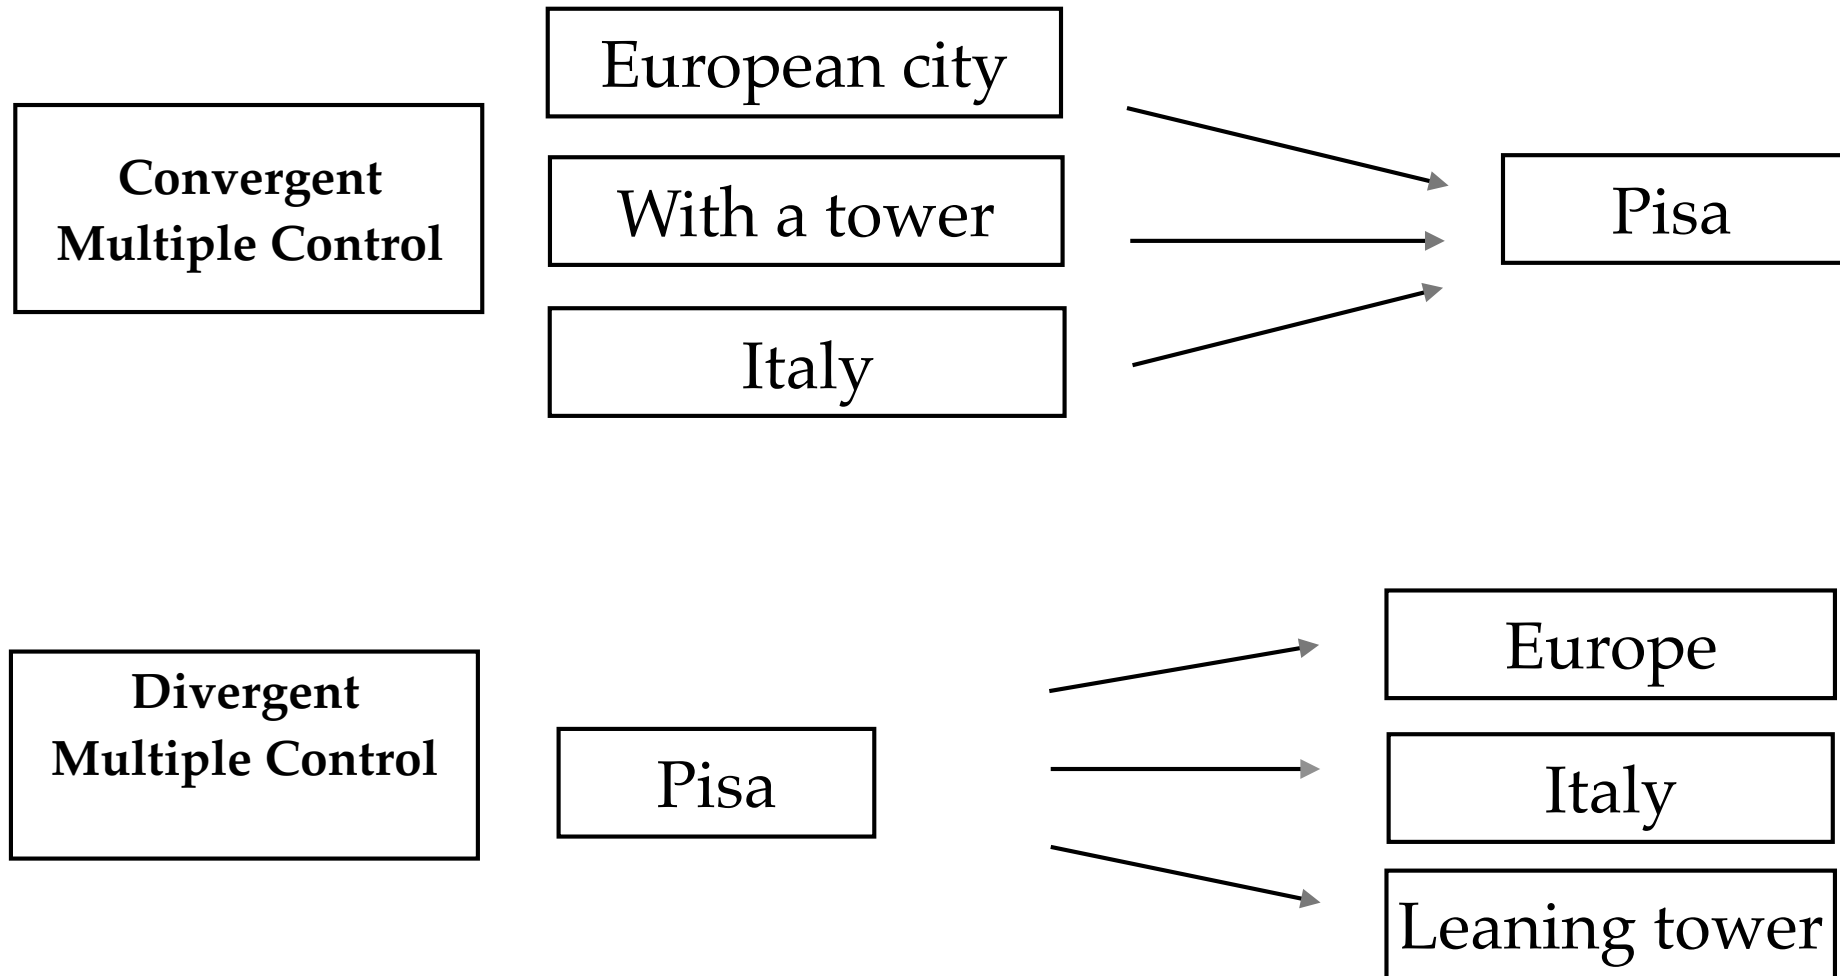 Convergent
Multiple Control
European city
With a tower
Italy
Pisa
Divergent
Multiple Control
Pisa
Europe
Italy
Leaning tower